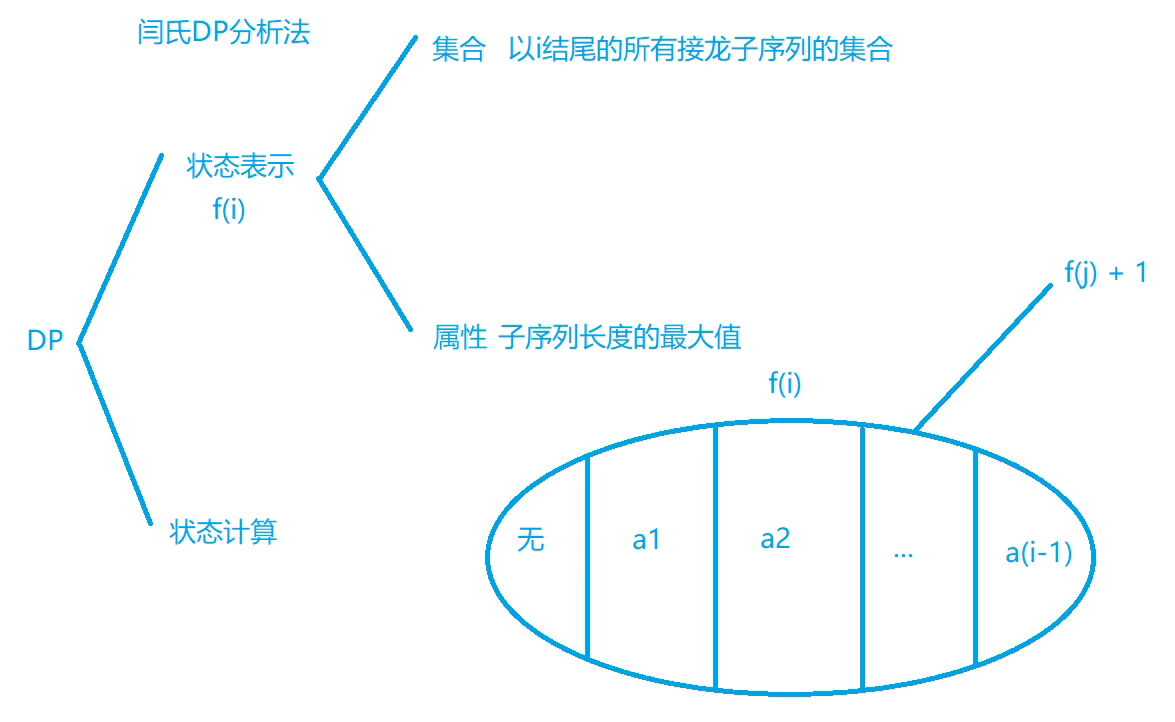 闫氏DP分析法
集合 以i结尾的所有接龙子序列的集合
状态表示
f(i)
f(j) + 1
DP
属性 子序列长度的最大值
f(i)
状态计算
无
a1
a2
...
a(i-1)